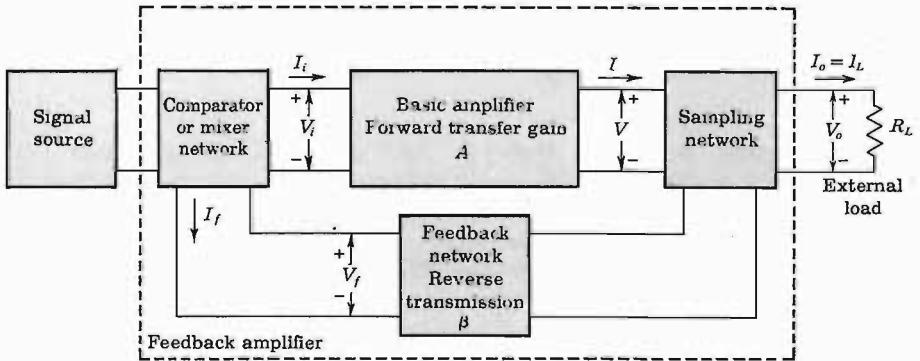 Signal
source
Comparator
or mixer
network
I_i
+
V_i
−
Basic amplifier
Forward transfer gain
A
I
+
V
−
Sampling
network
I_o = I_L
+
V_o
−
R_L
External
load
I_f
+
V_f
−
Feedback
network
Reverse
transmission
β
Feedback amplifier